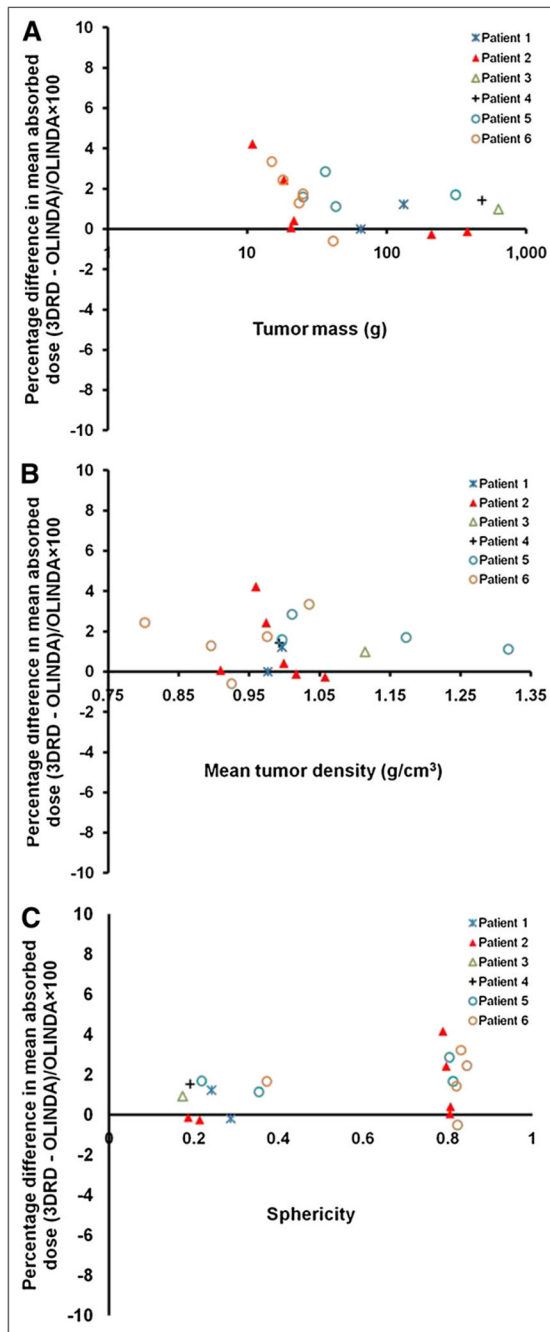 A
Percentage difference in mean absorbed
dose (3DRD - OLINDA)/OLINDA×100
10
8
6
4
2
0
-2
-4
-6
-8
-10
1
10
100
1,000
Tumor mass (g)
Patient 1
Patient 2
Patient 3
Patient 4
Patient 5
Patient 6
B
Percentage difference in mean absorbed
dose (3DRD - OLINDA)/OLINDA×100
10
8
6
4
2
0
-2
-4
-6
-8
-10
0.75
0.85
0.95
1.05
1.15
1.25
1.35
Mean tumor density (g/cm³)
Patient 1
Patient 2
Patient 3
Patient 4
Patient 5
Patient 6
C
Percentage difference in mean absorbed
dose (3DRD - OLINDA)/OLINDA×100
10
8
6
4
2
0
-2
-4
-6
-8
-10
0
0.2
0.4
0.6
0.8
1
Sphericity
Patient 1
Patient 2
Patient 3
Patient 4
Patient 5
Patient 6